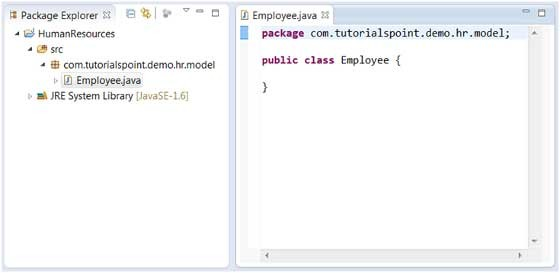 Package Explorer
HumanResources
src
com.tutorialspoint.demo.hr.model
Employee.java
JRE System Library [JavaSE-1.6]
Employee.java
package com.tutorialspoint.demo.hr.model;
public class Employee {
}